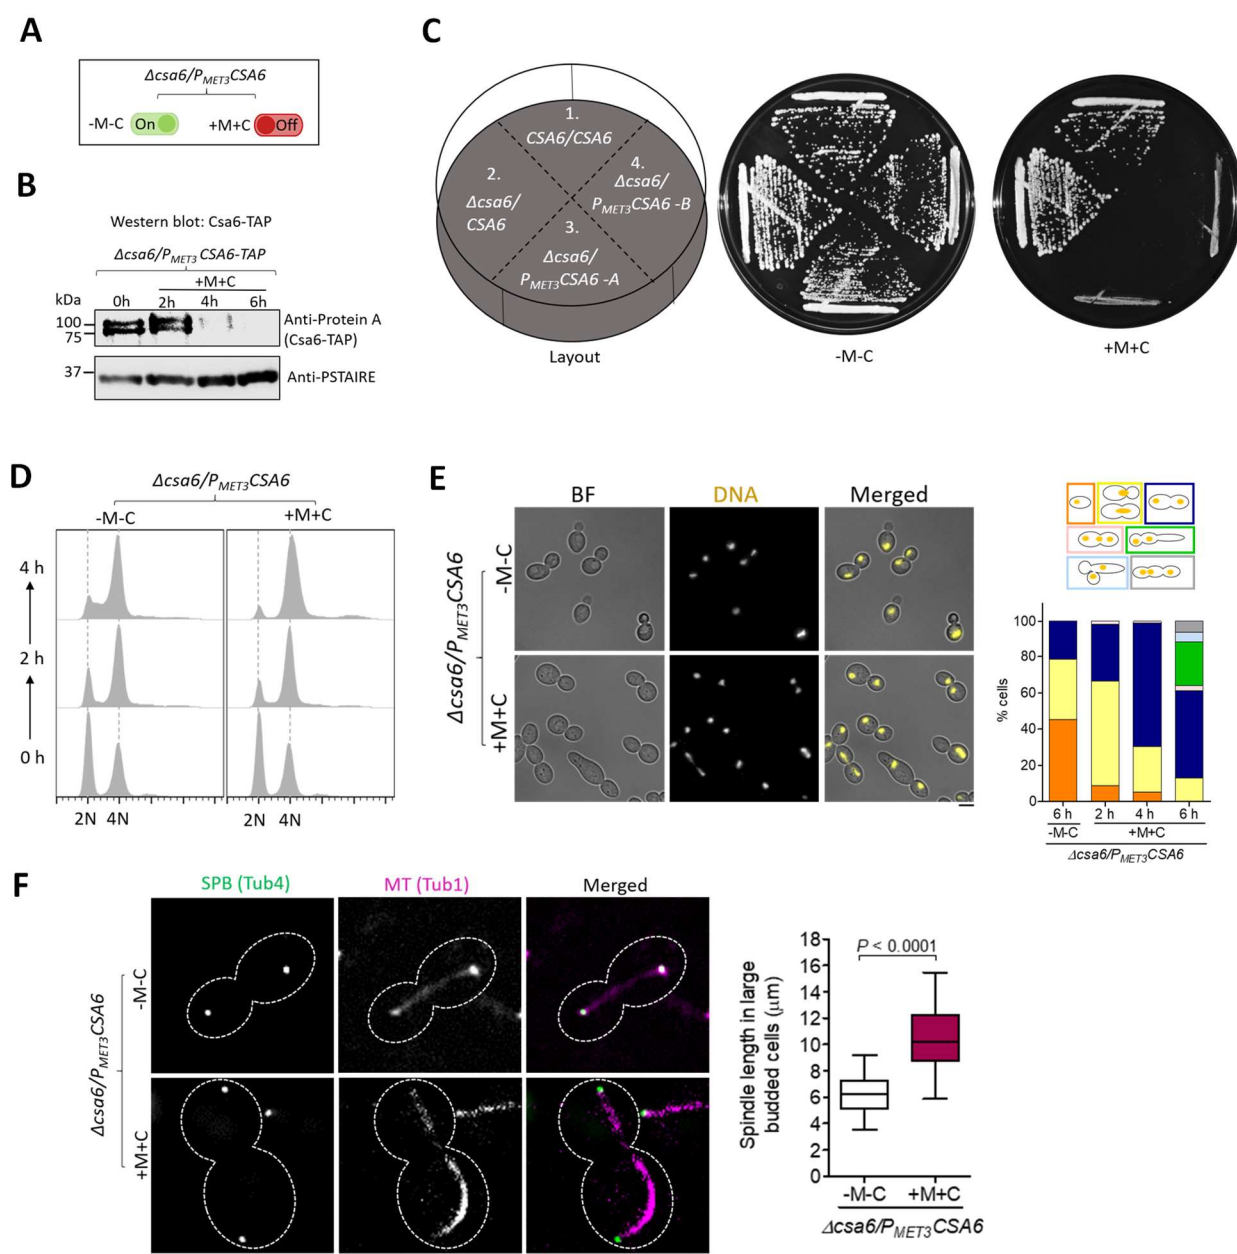 A
Δcsa6/PMET3CSA6
-M-C On +M+C Off
B
Western blot: Csa6-TAP
Δcsa6/PMET3 CSA6-TAP
+M+C
kDa 0h 2h 4h 6h
100
75
Anti-Protein A
(Csa6-TAP)
37
Anti-PSTAIRE
C
1.
CSA6/CSA6
2.
Δcsa6/
CSA6
4.
Δcsa6/
PMET3CSA6 -B
3.
Δcsa6/
PMET3CSA6 -A
Layout
-M-C
+M+C
D
Δcsa6/PMET3CSA6
-M-C +M+C
4 h
2 h
0 h
2N 4N 2N 4N
E
BF DNA Merged
Δcsa6/PMET3CSA6
-M-C
+M+C
% cells
100
80
60
40
20
0
6 h 2 h 4 h 6 h
-M-C +M+C
Δcsa6/PMET3CSA6
F
SPB (Tub4) MT (Tub1) Merged
Δcsa6/PMET3CSA6
-M-C
+M+C
Spindle length in large
budded cells (μm)
18
16
14
12
10
8
6
4
2
0
P < 0.0001
-M-C +M+C
Δcsa6/PMET3CSA6